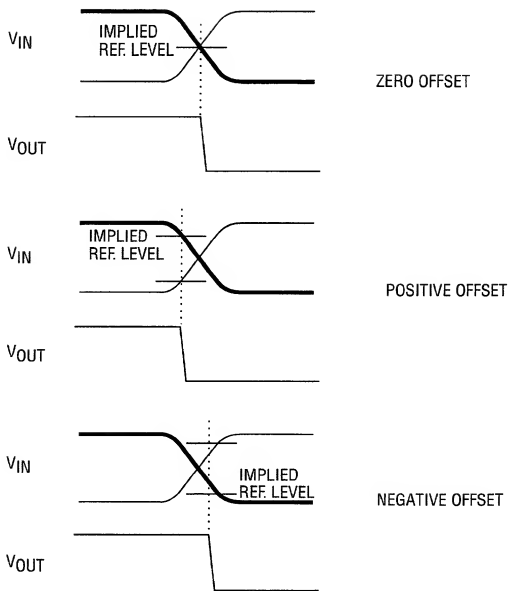 VIN
IMPLIED
REF. LEVEL
ZERO OFFSET
VOUT
IMPLIED
REF. LEVEL
VIN
POSITIVE OFFSET
VOUT
VIN
IMPLIED
REF. LEVEL
NEGATIVE OFFSET
VOUT